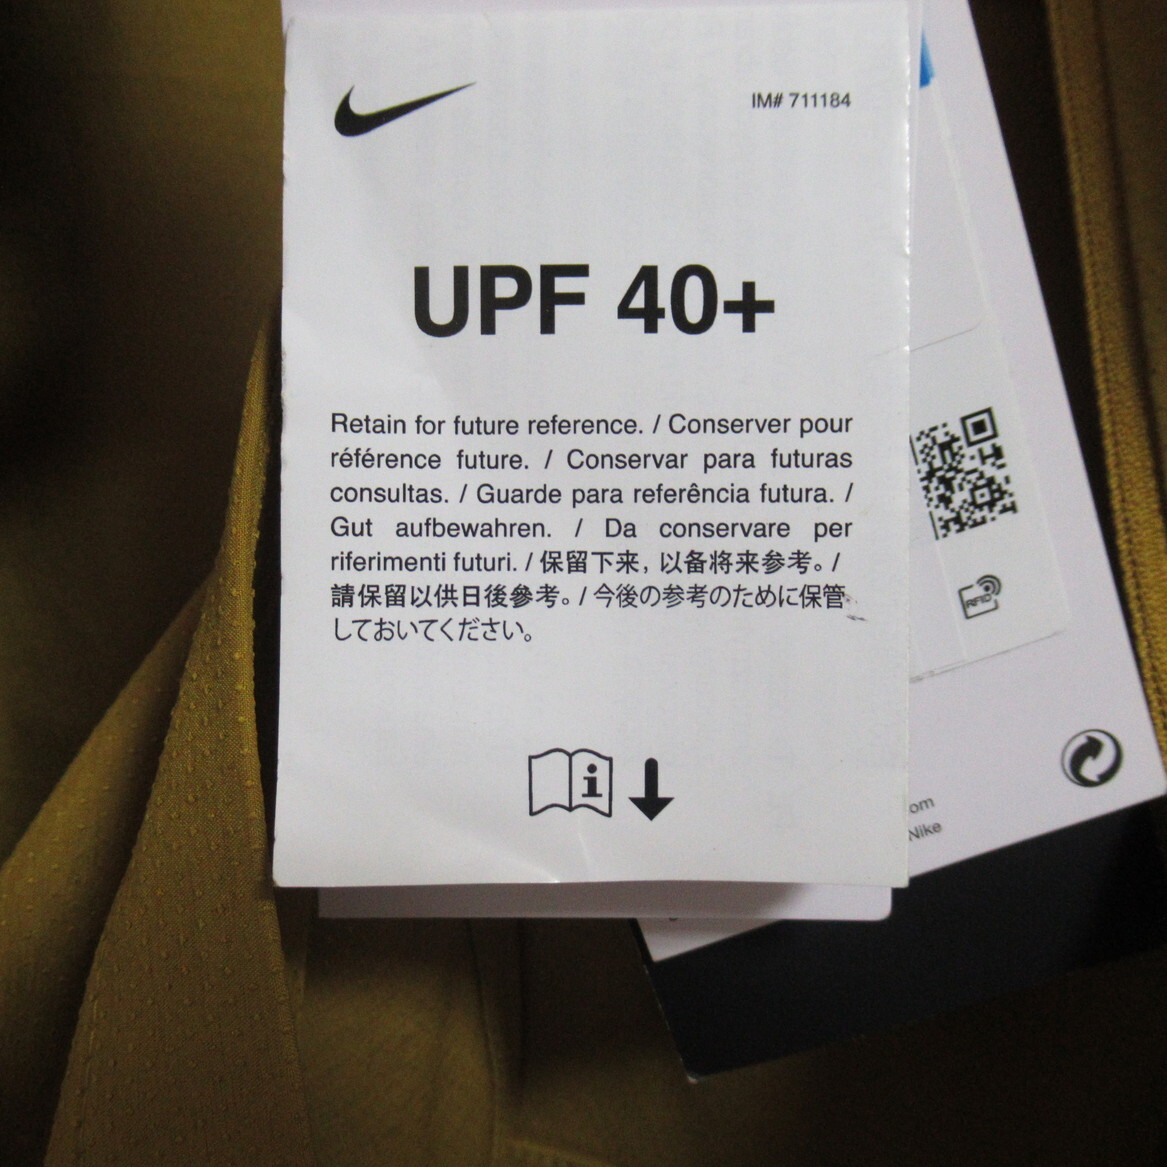 IM# 711184
UPF 40+
Retain for future reference. / Conserver pour
référence future. / Conservar para futuras
consultas. / Guarde para referência futura. /
Gut aufbewahren. / Da conservare per
riferimenti futuri. / 保留下来, 以备将来参考。/
請保留以供日後參考。/ 今後の参考のために保管
しておいてください。
RFID
om
Nike